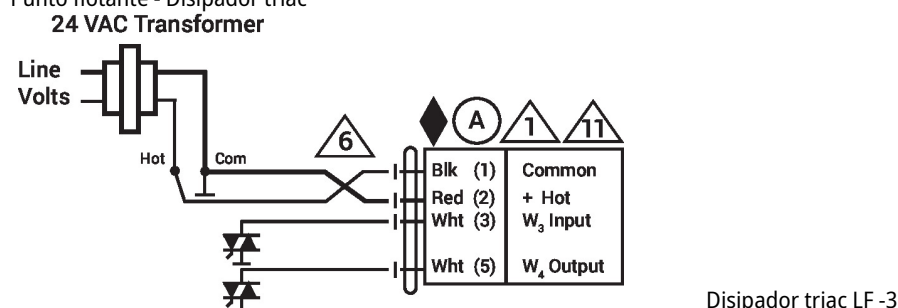 Punto flotante - Disipador triac
24 VAC Transformer
Line
Volts
Hot
Com
6
A
1
11
Blk (1) Common
Red (2) + Hot
Wht (3) W3 Input
Wht (5) W4 Output
Disipador triac LF -3